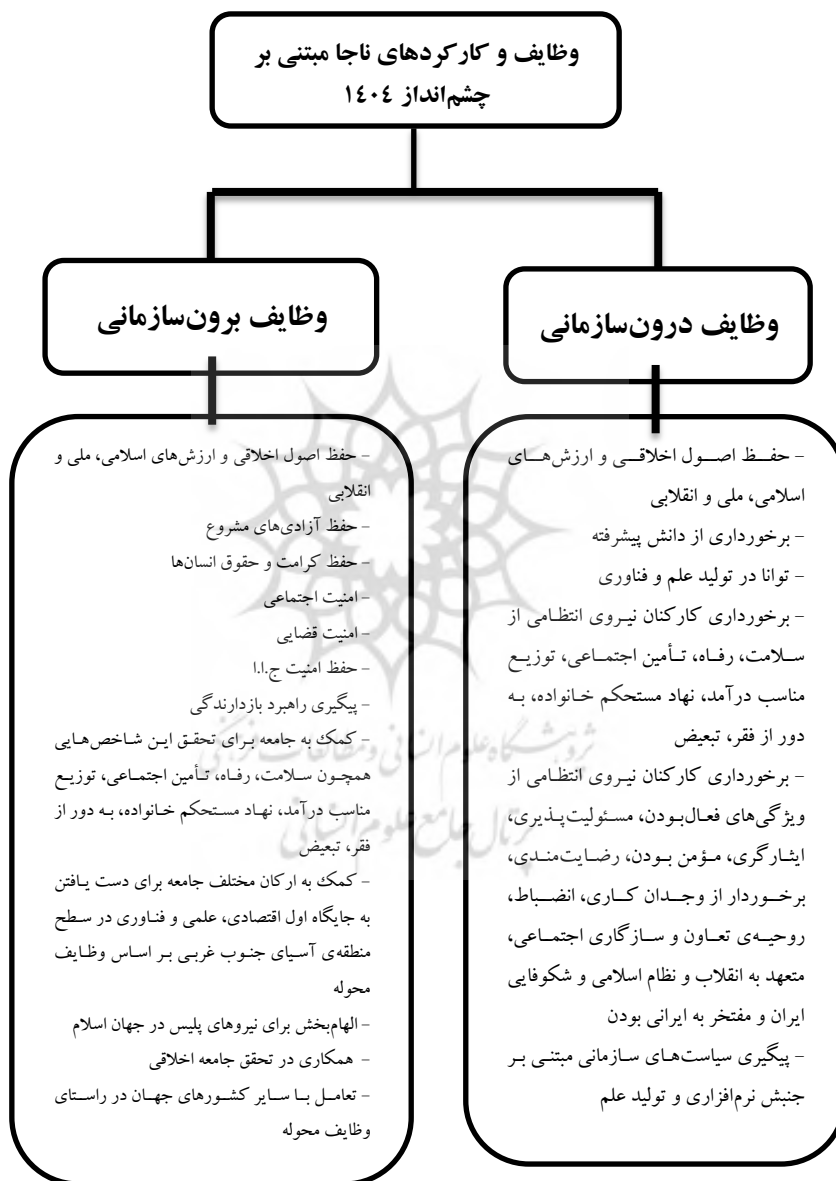 وظایف و کارکردهای ناجا مبتنی بر
چشم‌انداز ١٤٠٤
وظایف درون‌سازمانی
وظایف برون‌سازمانی
- حفظ اصول اخلاقی و ارزش‌های
اسلامی، ملی و انقلابی
- برخورداری از دانش پیشرفته
- توانا در تولید علم و فناوری
- برخورداری کارکنان نیروی انتظامی از
سلامت، رفاه، تأمین اجتماعی، توزیع
مناسب درآمد، نهاد مستحکم خانواده، به
دور از فقر، تبعیض
- برخورداری کارکنان نیروی انتظامی از
ویژگی‌های فعال‌بودن، مسئولیت‌پذیری،
ایثارگری، مؤمن بودن، رضایت‌مندی،
برخوردار از وجدان کاری، انضباط،
روحیه‌ی تعاون و سازگاری اجتماعی،
متعهد به انقلاب و نظام اسلامی و شکوفایی
ایران و مفتخر به ایرانی بودن
- پیگیری سیاست‌های سازمانی مبتنی بر
جنبش نرم‌افزاری و تولید علم
- حفظ اصول اخلاقی و ارزش‌های اسلامی، ملی و
انقلابی
- حفظ آزادی‌های مشروع
- حفظ کرامت و حقوق انسان‌ها
- امنیت اجتماعی
- امنیت قضایی
- حفظ امنیت ج.ا.ا
- پیگیری راهبرد بازدارندگی
- کمک به جامعه برای تحقق این شاخص‌هایی
همچون سلامت، رفاه، تأمین اجتماعی، توزیع
مناسب درآمد، نهاد مستحکم خانواده، به دور از
فقر، تبعیض
- کمک به ارکان مختلف جامعه برای دست یافتن
به جایگاه اول اقتصادی، علمی و فناوری در سطح
منطقه‌ی آسیای جنوب غربی بر اساس وظایف
محوله
- الهام‌بخش برای نیروهای پلیس در جهان اسلام
- همکاری در تحقق جامعه اخلاقی
- تعامل با سایر کشورهای جهان در راستای
وظایف محوله
پژوهشگاه علوم انسانی و مطالعات فرهنگی
پرتال جامع علوم انسانی